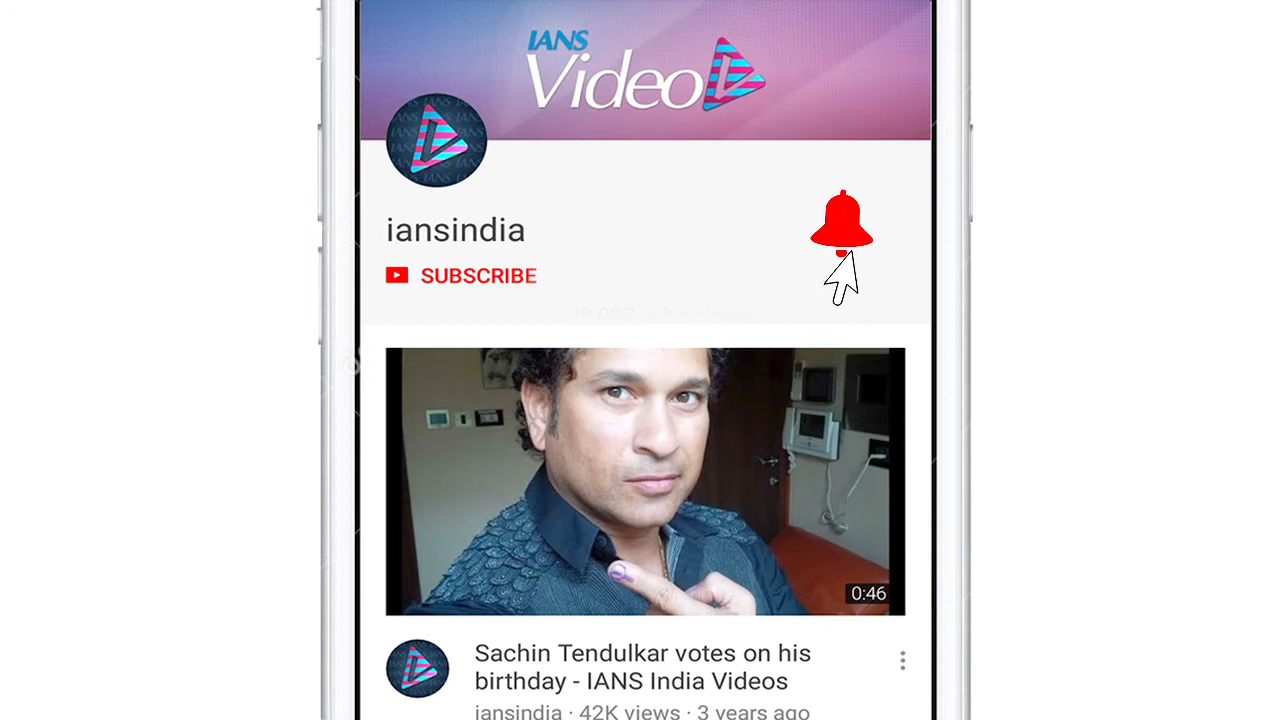 IANS
Video
iansindia
SUBSCRIBE
0:46
Sachin Tendulkar votes on his
birthday - IANS India Videos
iansindia · 42K views · 3 years ago